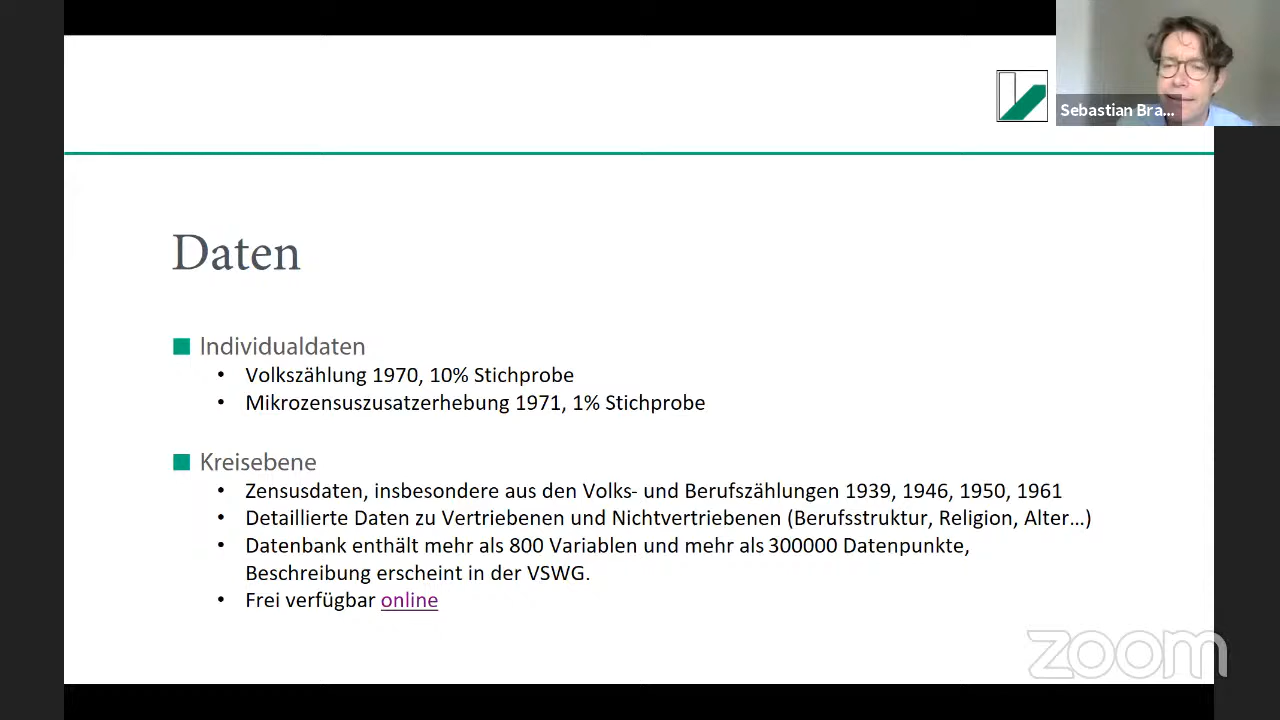 Sebastian Bra...
Daten
Individualdaten
• Volkszählung 1970, 10% Stichprobe
• Mikrozensuszusatzerhebung 1971, 1% Stichprobe
Kreisebene
• Zensusdaten, insbesondere aus den Volks- und Berufszählungen 1939, 1946, 1950, 1961
• Detaillierte Daten zu Vertriebenen und Nichtvertriebenen (Berufsstruktur, Religion, Alter...)
• Datenbank enthält mehr als 800 Variablen und mehr als 300000 Datenpunkte,
Beschreibung erscheint in der VSWG.
• Frei verfügbar online
zoom